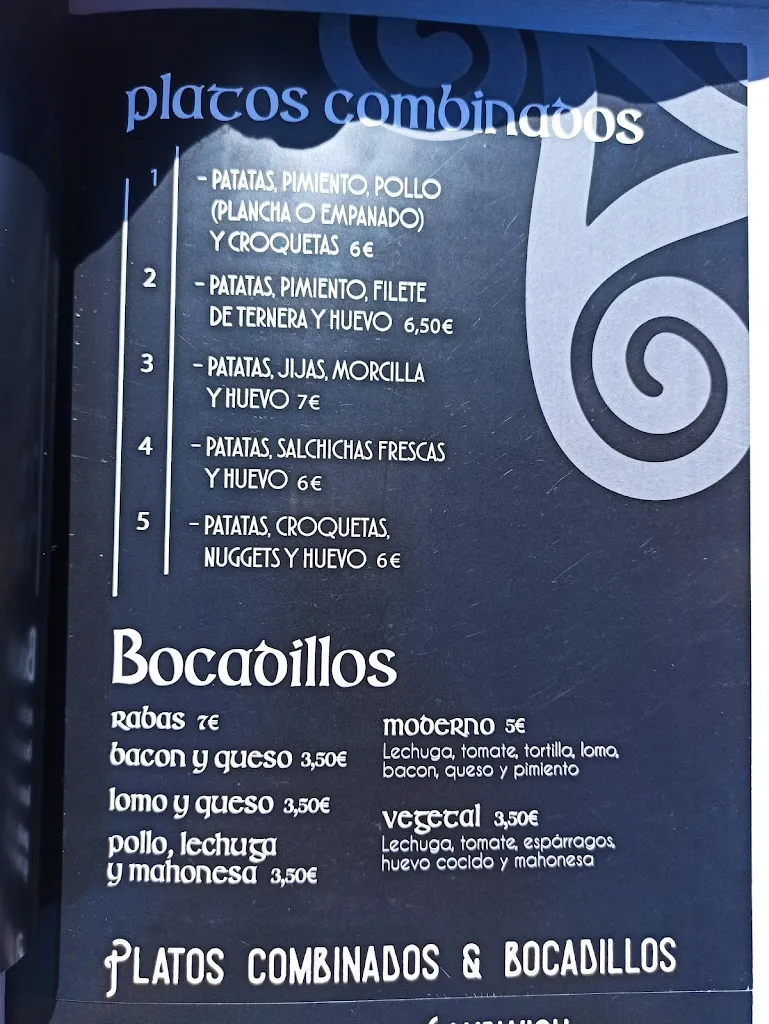 platos combinados
1 – PATATAS, PIMIENTO, POLLO
(PLANCHA O EMPANADO)
Y CROQUETAS 6€
2 – PATATAS, PIMIENTO, FILETE
DE TERNERA Y HUEVO 6,50€
3 – PATATAS, JIJAS, MORCILLA
Y HUEVO 7€
4 – PATATAS, SALCHICHAS FRESCAS
Y HUEVO 6€
5 – PATATAS, CROQUETAS,
NUGGETS Y HUEVO 6€
Bocadillos
rabas 7€
bacon y queso 3,50€
lomo y queso 3,50€
pollo, lechuga
y mahonesa 3,50€
moderno 5€
Lechuga, tomate, tortilla, lomo,
bacon, queso y pimiento
vegetal 3,50€
Lechuga, tomate, espárragos,
huevo cocido y mahonesa
PLATOS COMBINADOS & BOCADILLOS